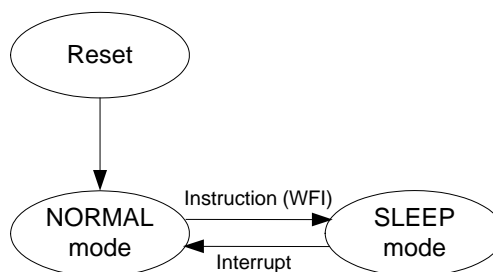 Reset
Instruction (WFI)
NORMAL
mode
SLEEP
mode
Interrupt